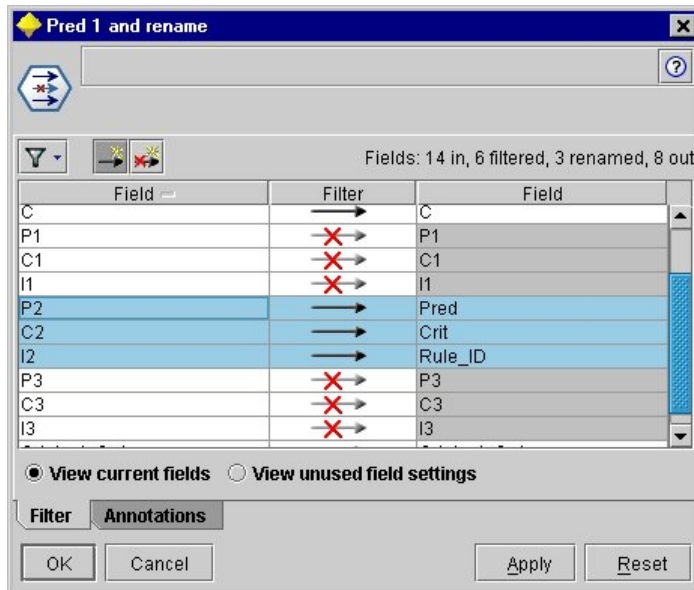 Pred 1 and rename
Fields: 14 in, 6 filtered, 3 renamed, 8 out
Field Filter Field
C C
P1 P1
C1 C1
I1 I1
P2 Pred
C2 Crit
I2 Rule_ID
P3 P3
C3 C3
I3 I3
View current fields View unused field settings
Filter Annotations
OK Cancel Apply Reset